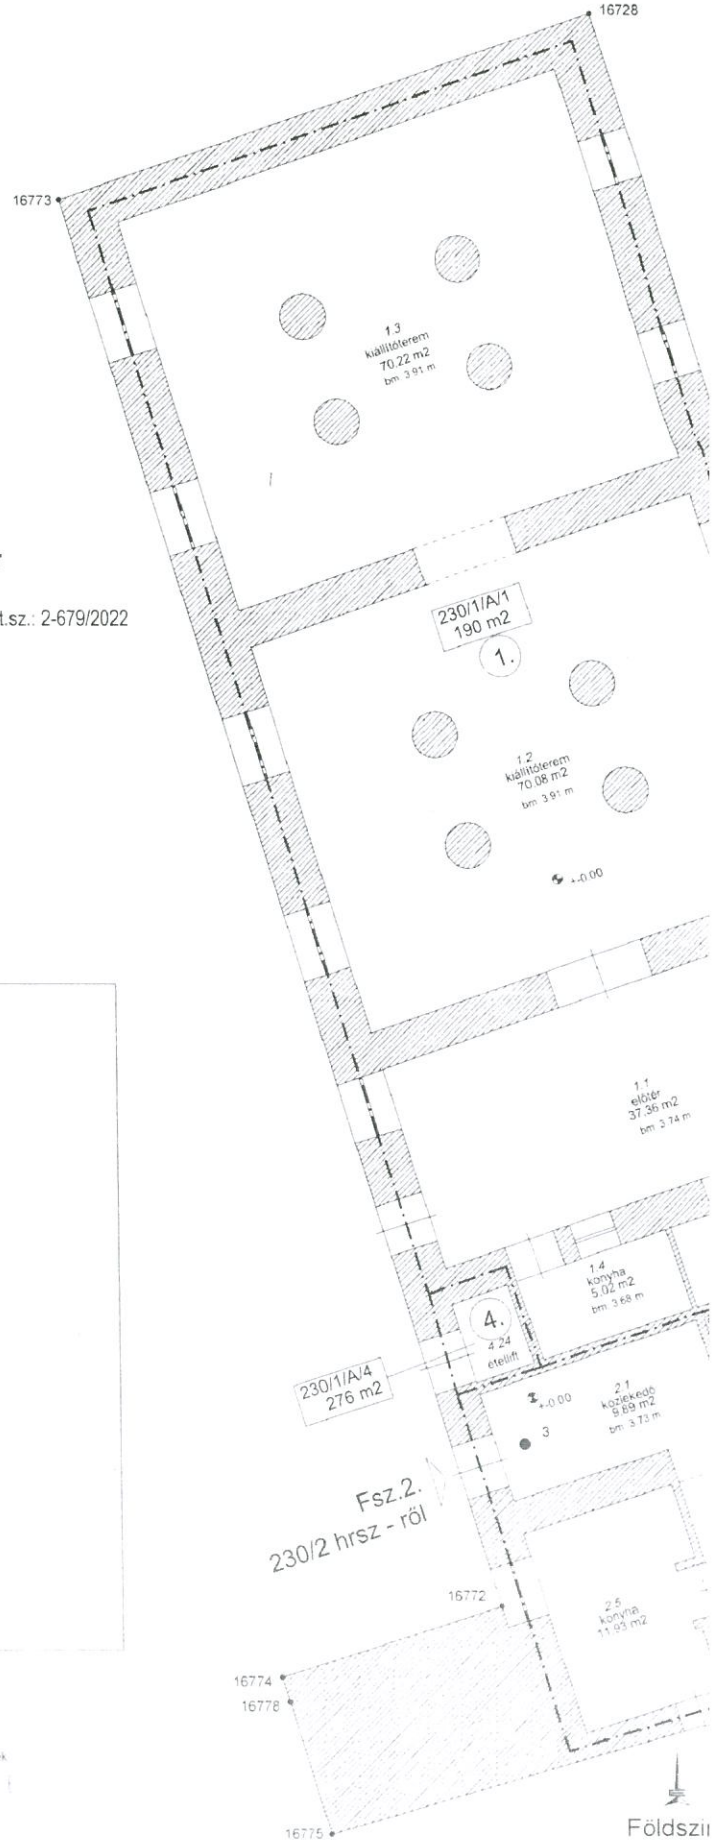 16728
16773
1.3
kiállítóterem
70.22 m2
bm 3.91 m
t.sz.: 2-679/2022
230/1/A/1
190 m2
1.
1.2
kiállítóterem
70.08 m2
bm 3.91 m
+-0.00
1.1
előtér
37.36 m2
bm 3.74 m
1.4
konyha
5.02 m2
bm 3.68 m
4.
4.24
étellift
230/1/A/4
276 m2
+-0.00
3
2.1
közlekedő
9.89 m2
bm 3.73 m
Fsz.2.
230/2 hrsz - ről
16772
2.5
konyha
11.93 m2
16774
16778
16775
Földszi